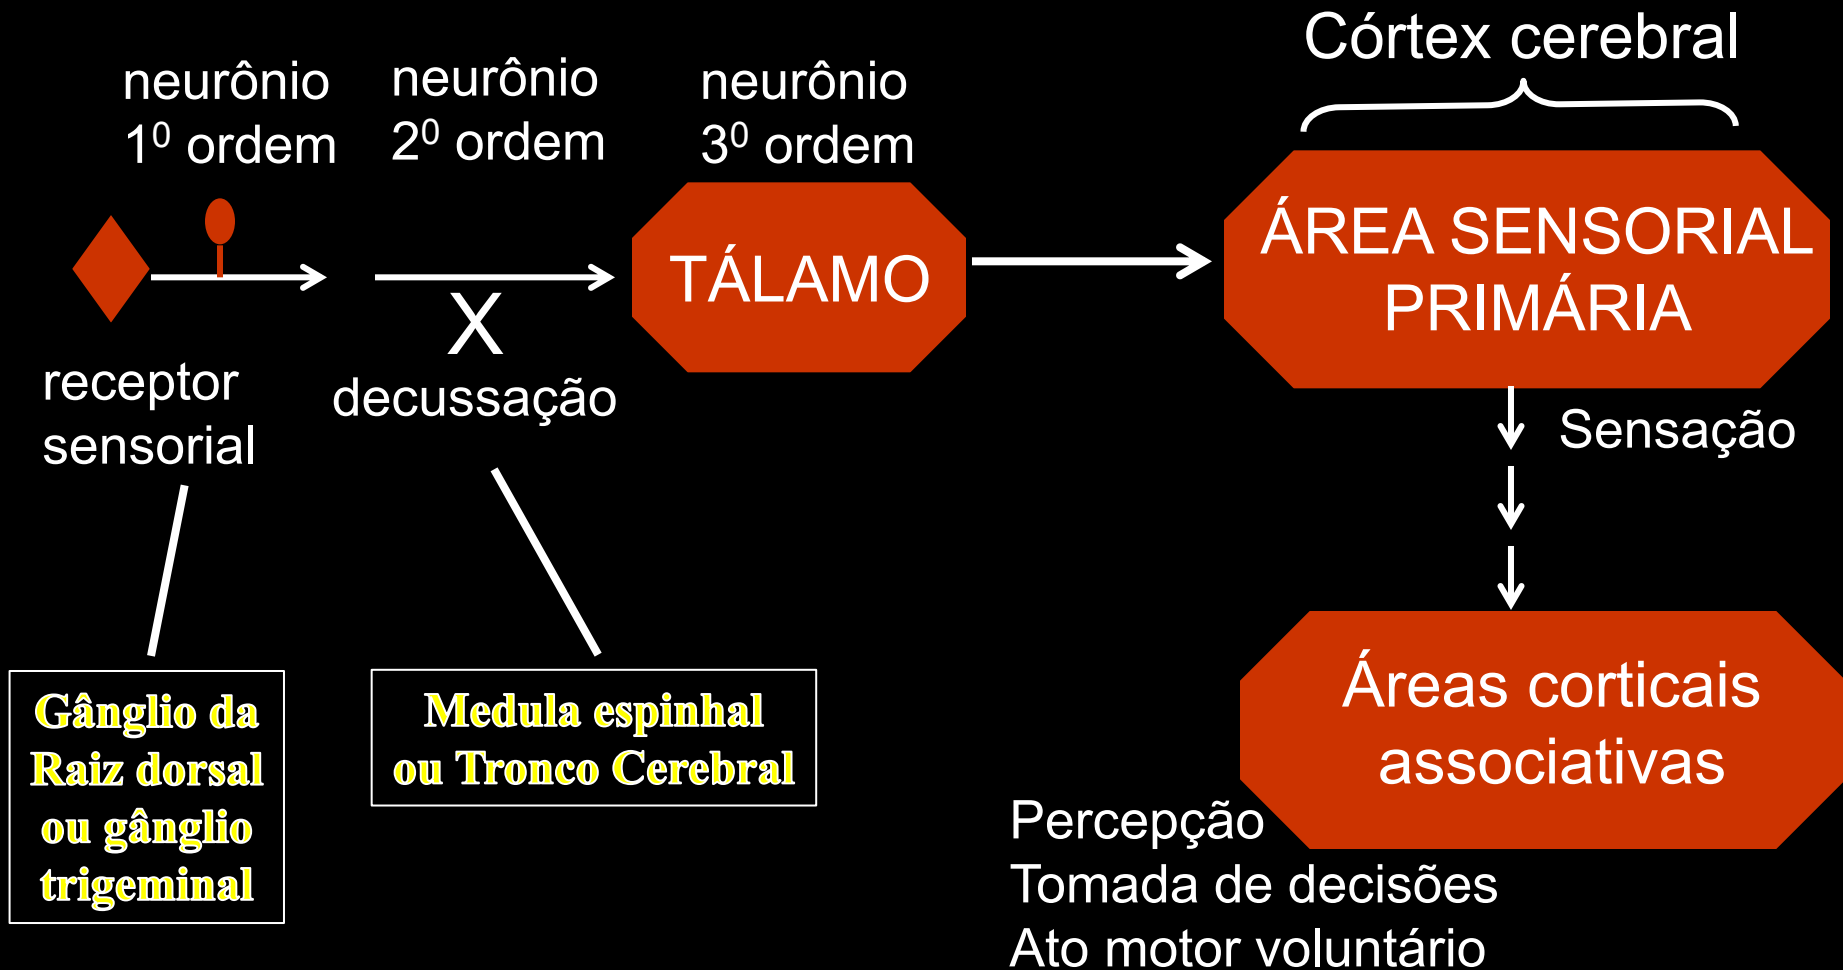 Córtex cerebral
neurônio
1⁰ ordem
neurônio
2⁰ ordem
neurônio
3⁰ ordem
TÁLAMO
ÁREA SENSORIAL
PRIMÁRIA
X
decussação
receptor
sensorial
Sensação
Gânglio da
Raiz dorsal
ou gânglio
trigeminal
Medula espinhal
ou Tronco Cerebral
Áreas corticais
associativas
Percepção
Tomada de decisões
Ato motor voluntário